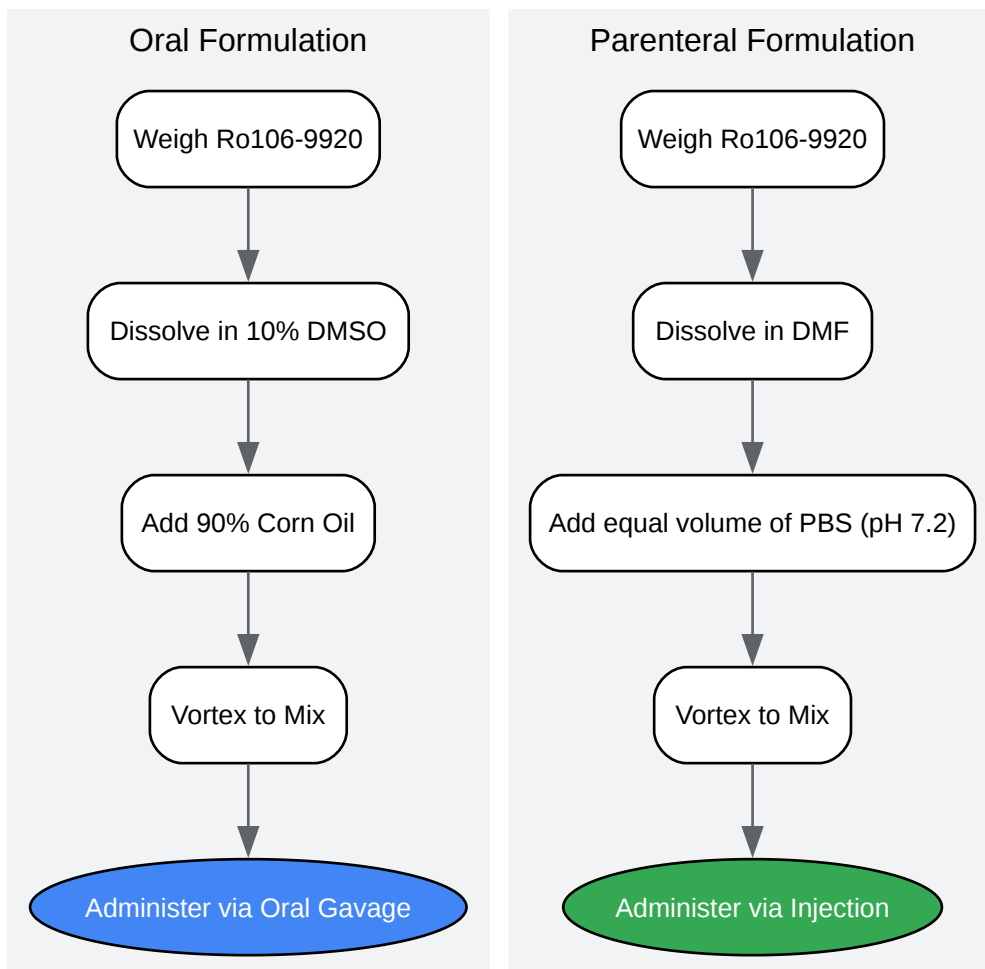 Oral Formulation
Weigh Ro106-9920
Dissolve in 10% DMSO
Add 90% Corn Oil
Vortex to Mix
Administer via Oral Gavage
Parenteral Formulation
Weigh Ro106-9920
Dissolve in DMF
Add equal volume of PBS (pH 7.2)
Vortex to Mix
Administer via Injection